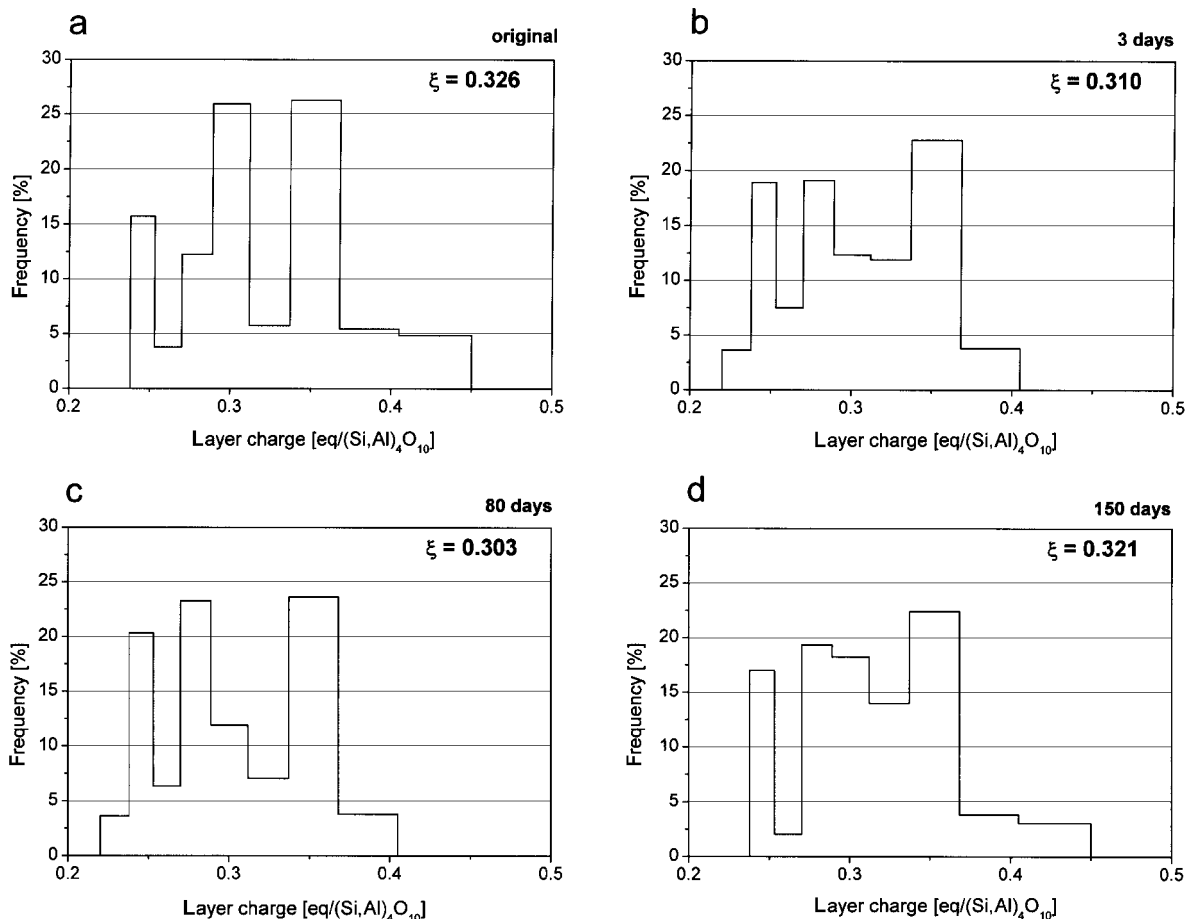 a
original
ξ = 0.326
Frequency [%]
30
25
20
15
10
5
0
0.2 0.3 0.4 0.5
Layer charge [eq/(Si,Al)₄O₁₀]
b
3 days
ξ = 0.310
Frequency [%]
30
25
20
15
10
5
0
0.2 0.3 0.4 0.5
Layer charge [eq/(Si,Al)₄O₁₀]
c
80 days
ξ = 0.303
Frequency [%]
30
25
20
15
10
5
0
0.2 0.3 0.4 0.5
Layer charge [eq/(Si,Al)₄O₁₀]
d
150 days
ξ = 0.321
Frequency [%]
30
25
20
15
10
5
0
0.2 0.3 0.4 0.5
Layer charge [eq/(Si,Al)₄O₁₀]